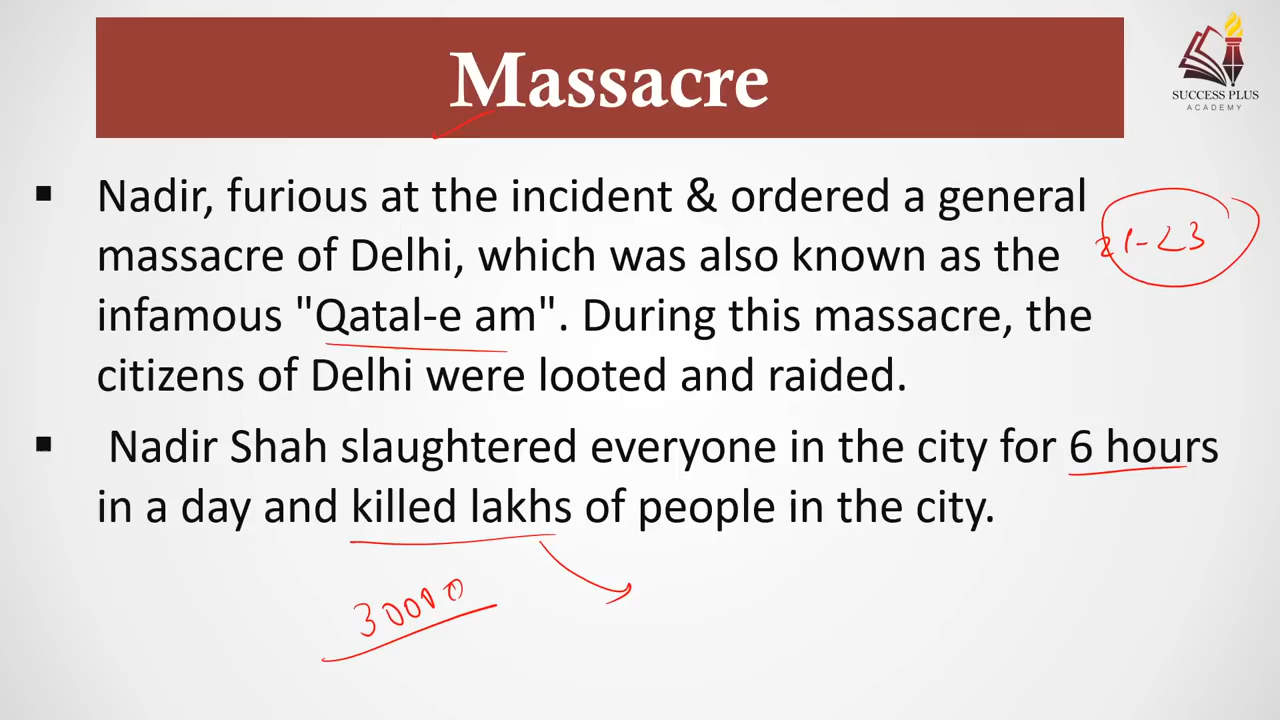 Massacre
SUCCESS PLUS
ACADEMY
▪ Nadir, furious at the incident & ordered a general
massacre of Delhi, which was also known as the
infamous "Qatal-e am". During this massacre, the
citizens of Delhi were looted and raided.
21-23
▪ Nadir Shah slaughtered everyone in the city for 6 hours
in a day and killed lakhs of people in the city.
30000